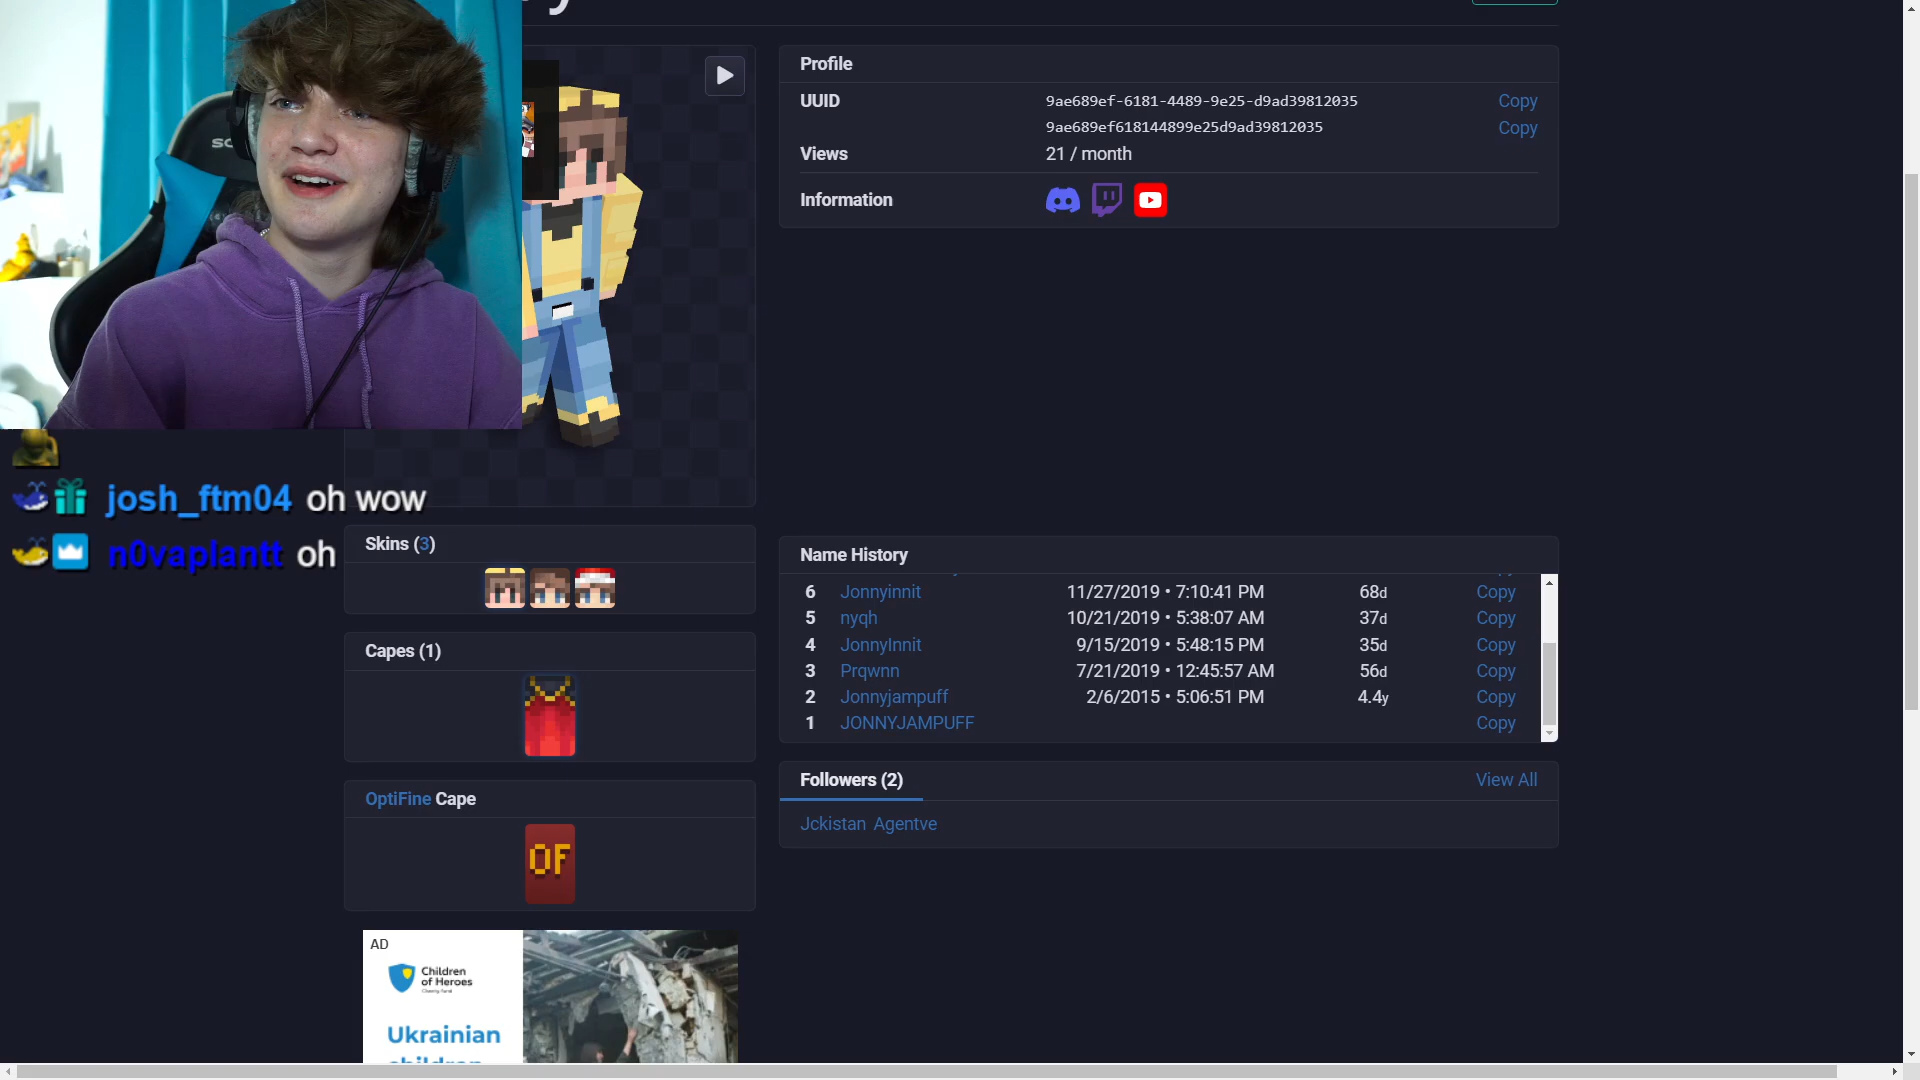 Profile
UUID 9ae689ef-6181-4489-9e25-d9ad39812035 Copy
9ae689ef618144899e25d9ad39812035 Copy
Views 21 / month
Information
josh_ftm04 oh wow
n0vaplantt oh
Skins (3)
Capes (1)
OptiFine Cape
OF
Name History
6 Jonnyinnit 11/27/2019 • 7:10:41 PM 68d Copy
5 nyqh 10/21/2019 • 5:38:07 AM 37d Copy
4 JonnyInnit 9/15/2019 • 5:48:15 PM 35d Copy
3 Prqwnn 7/21/2019 • 12:45:57 AM 56d Copy
2 Jonnyjampuff 2/6/2015 • 5:06:51 PM 4.4y Copy
1 JONNYJAMPUFF Copy
Followers (2) View All
Jckistan Agentve
AD
Children
of Heroes
Charity Fund
Ukrainian
children